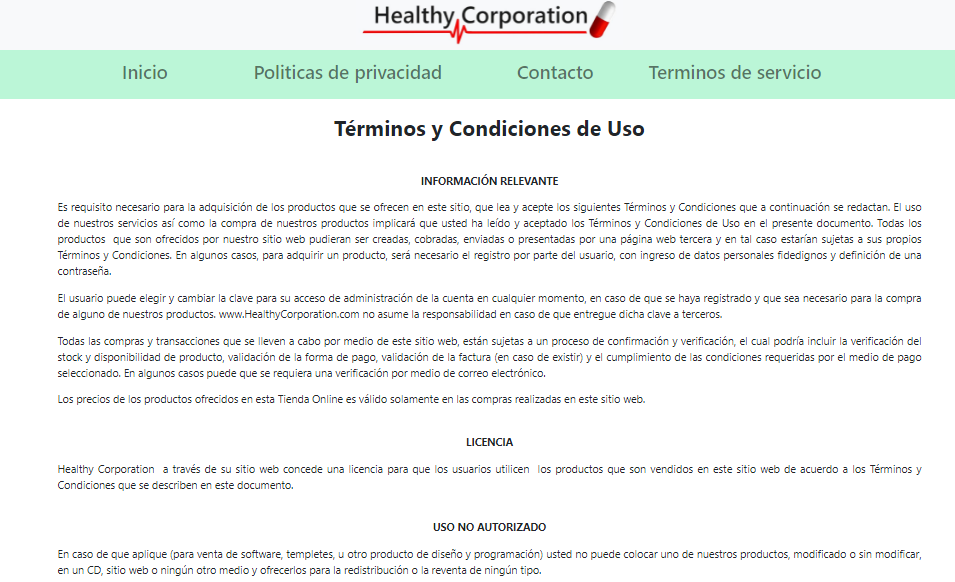 Healthy Corporation
Inicio Politicas de privacidad Contacto Terminos de servicio
Términos y Condiciones de Uso
INFORMACIÓN RELEVANTE
Es requisito necesario para la adquisición de los productos que se ofrecen en este sitio, que lea y acepte los siguientes Términos y Condiciones que a continuación se redactan. El uso
de nuestros servicios así como la compra de nuestros productos implicará que usted ha leído y aceptado los Términos y Condiciones de Uso en el presente documento. Todas los
productos que son ofrecidos por nuestro sitio web pudieran ser creadas, cobradas, enviadas o presentadas por una página web tercera y en tal caso estarían sujetas a sus propios
Términos y Condiciones. En algunos casos, para adquirir un producto, será necesario el registro por parte del usuario, con ingreso de datos personales fidedignos y definición de una
contraseña.
El usuario puede elegir y cambiar la clave para su acceso de administración de la cuenta en cualquier momento, en caso de que se haya registrado y que sea necesario para la compra
de alguno de nuestros productos. www.HealthyCorporation.com no asume la responsabilidad en caso de que entregue dicha clave a terceros.
Todas las compras y transacciones que se lleven a cabo por medio de este sitio web, están sujetas a un proceso de confirmación y verificación, el cual podría incluir la verificación del
stock y disponibilidad de producto, validación de la forma de pago, validación de la factura (en caso de existir) y el cumplimiento de las condiciones requeridas por el medio de pago
seleccionado. En algunos casos puede que se requiera una verificación por medio de correo electrónico.
Los precios de los productos ofrecidos en esta Tienda Online es válido solamente en las compras realizadas en este sitio web.
LICENCIA
Healthy Corporation a través de su sitio web concede una licencia para que los usuarios utilicen los productos que son vendidos en este sitio web de acuerdo a los Términos y
Condiciones que se describen en este documento.
USO NO AUTORIZADO
En caso de que aplique (para venta de software, templetes, u otro producto de diseño y programación) usted no puede colocar uno de nuestros productos, modificado o sin modificar,
en un CD, sitio web o ningún otro medio y ofrecerlos para la redistribución o la reventa de ningún tipo.